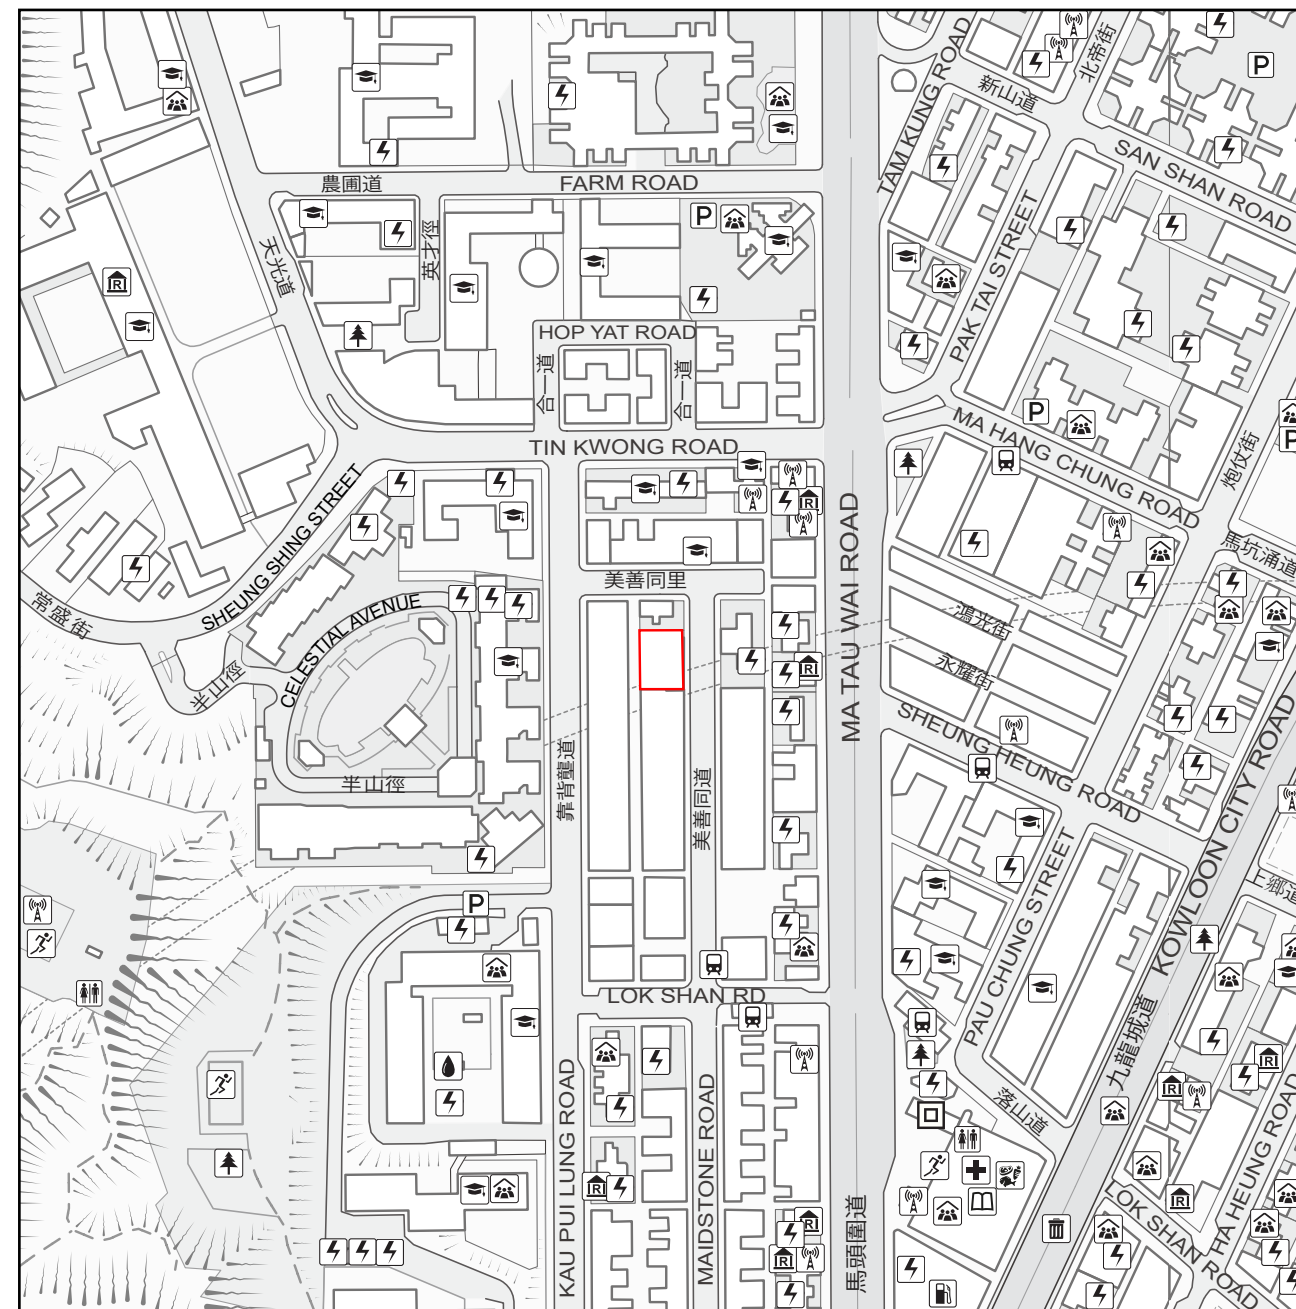 北帝街
TAM KUNG ROAD
新山道
P
SAN SHAN ROAD
農圃道
FARM ROAD
P
英才徑
天光道
PAK TAI STREET
R
HOP YAT ROAD
合一道
合一道
P
MA HANG CHUNG ROAD
P
炮仗街
TIN KWONG ROAD
SHEUNG SHING STREET
R
MA TAU WAI ROAD
馬坑涌道
美善同里
常盛街
CELESTIAL AVENUE
鴻光街
永耀街
R
半山徑
SHEUNG HEUNG ROAD
KOWLOON CITY ROAD
靠背壟道
美善同道
半山徑
上鄉道
PAU CHUNG STREET
P
LOK SHAN RD
九龍城道
KAU PUI LUNG ROAD
MAIDSTONE ROAD
落山道
R
R
R
R
HA HEUNG ROAD
LOK SHAN ROAD
馬頭圍道
R
R